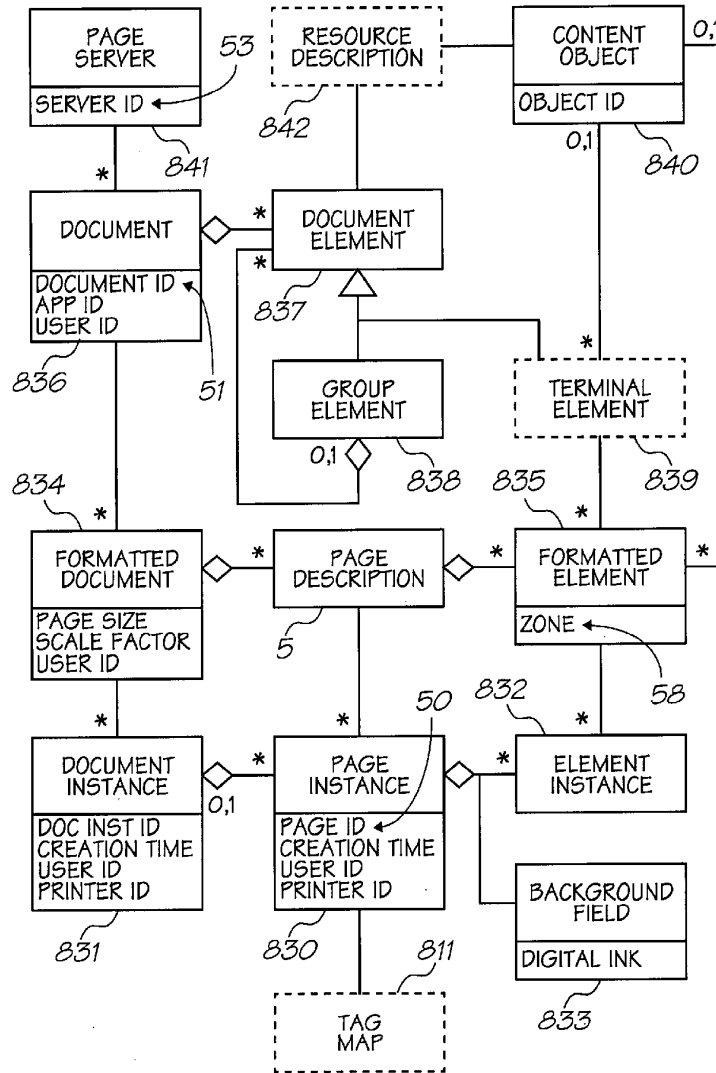 PAGE
SERVER
SERVER ID
53
841
*
RESOURCE
DESCRIPTION
842
CONTENT
OBJECT
OBJECT ID
0,1
840
0,1
DOCUMENT
DOCUMENT ID
APP ID
USER ID
836
51
*
DOCUMENT
ELEMENT
*
837
GROUP
ELEMENT
0,1
838
*
TERMINAL
ELEMENT
839
834
*
FORMATTED
DOCUMENT
PAGE SIZE
SCALE FACTOR
USER ID
*
PAGE
DESCRIPTION
5
835
*
*
FORMATTED
ELEMENT
*
ZONE
58
*
DOCUMENT
INSTANCE
0,1
DOC INST ID
CREATION TIME
USER ID
PRINTER ID
831
50
*
*
PAGE
INSTANCE
PAGE ID
CREATION TIME
USER ID
PRINTER ID
830
832
*
*
ELEMENT
INSTANCE
BACKGROUND
FIELD
DIGITAL INK
833
811
TAG
MAP